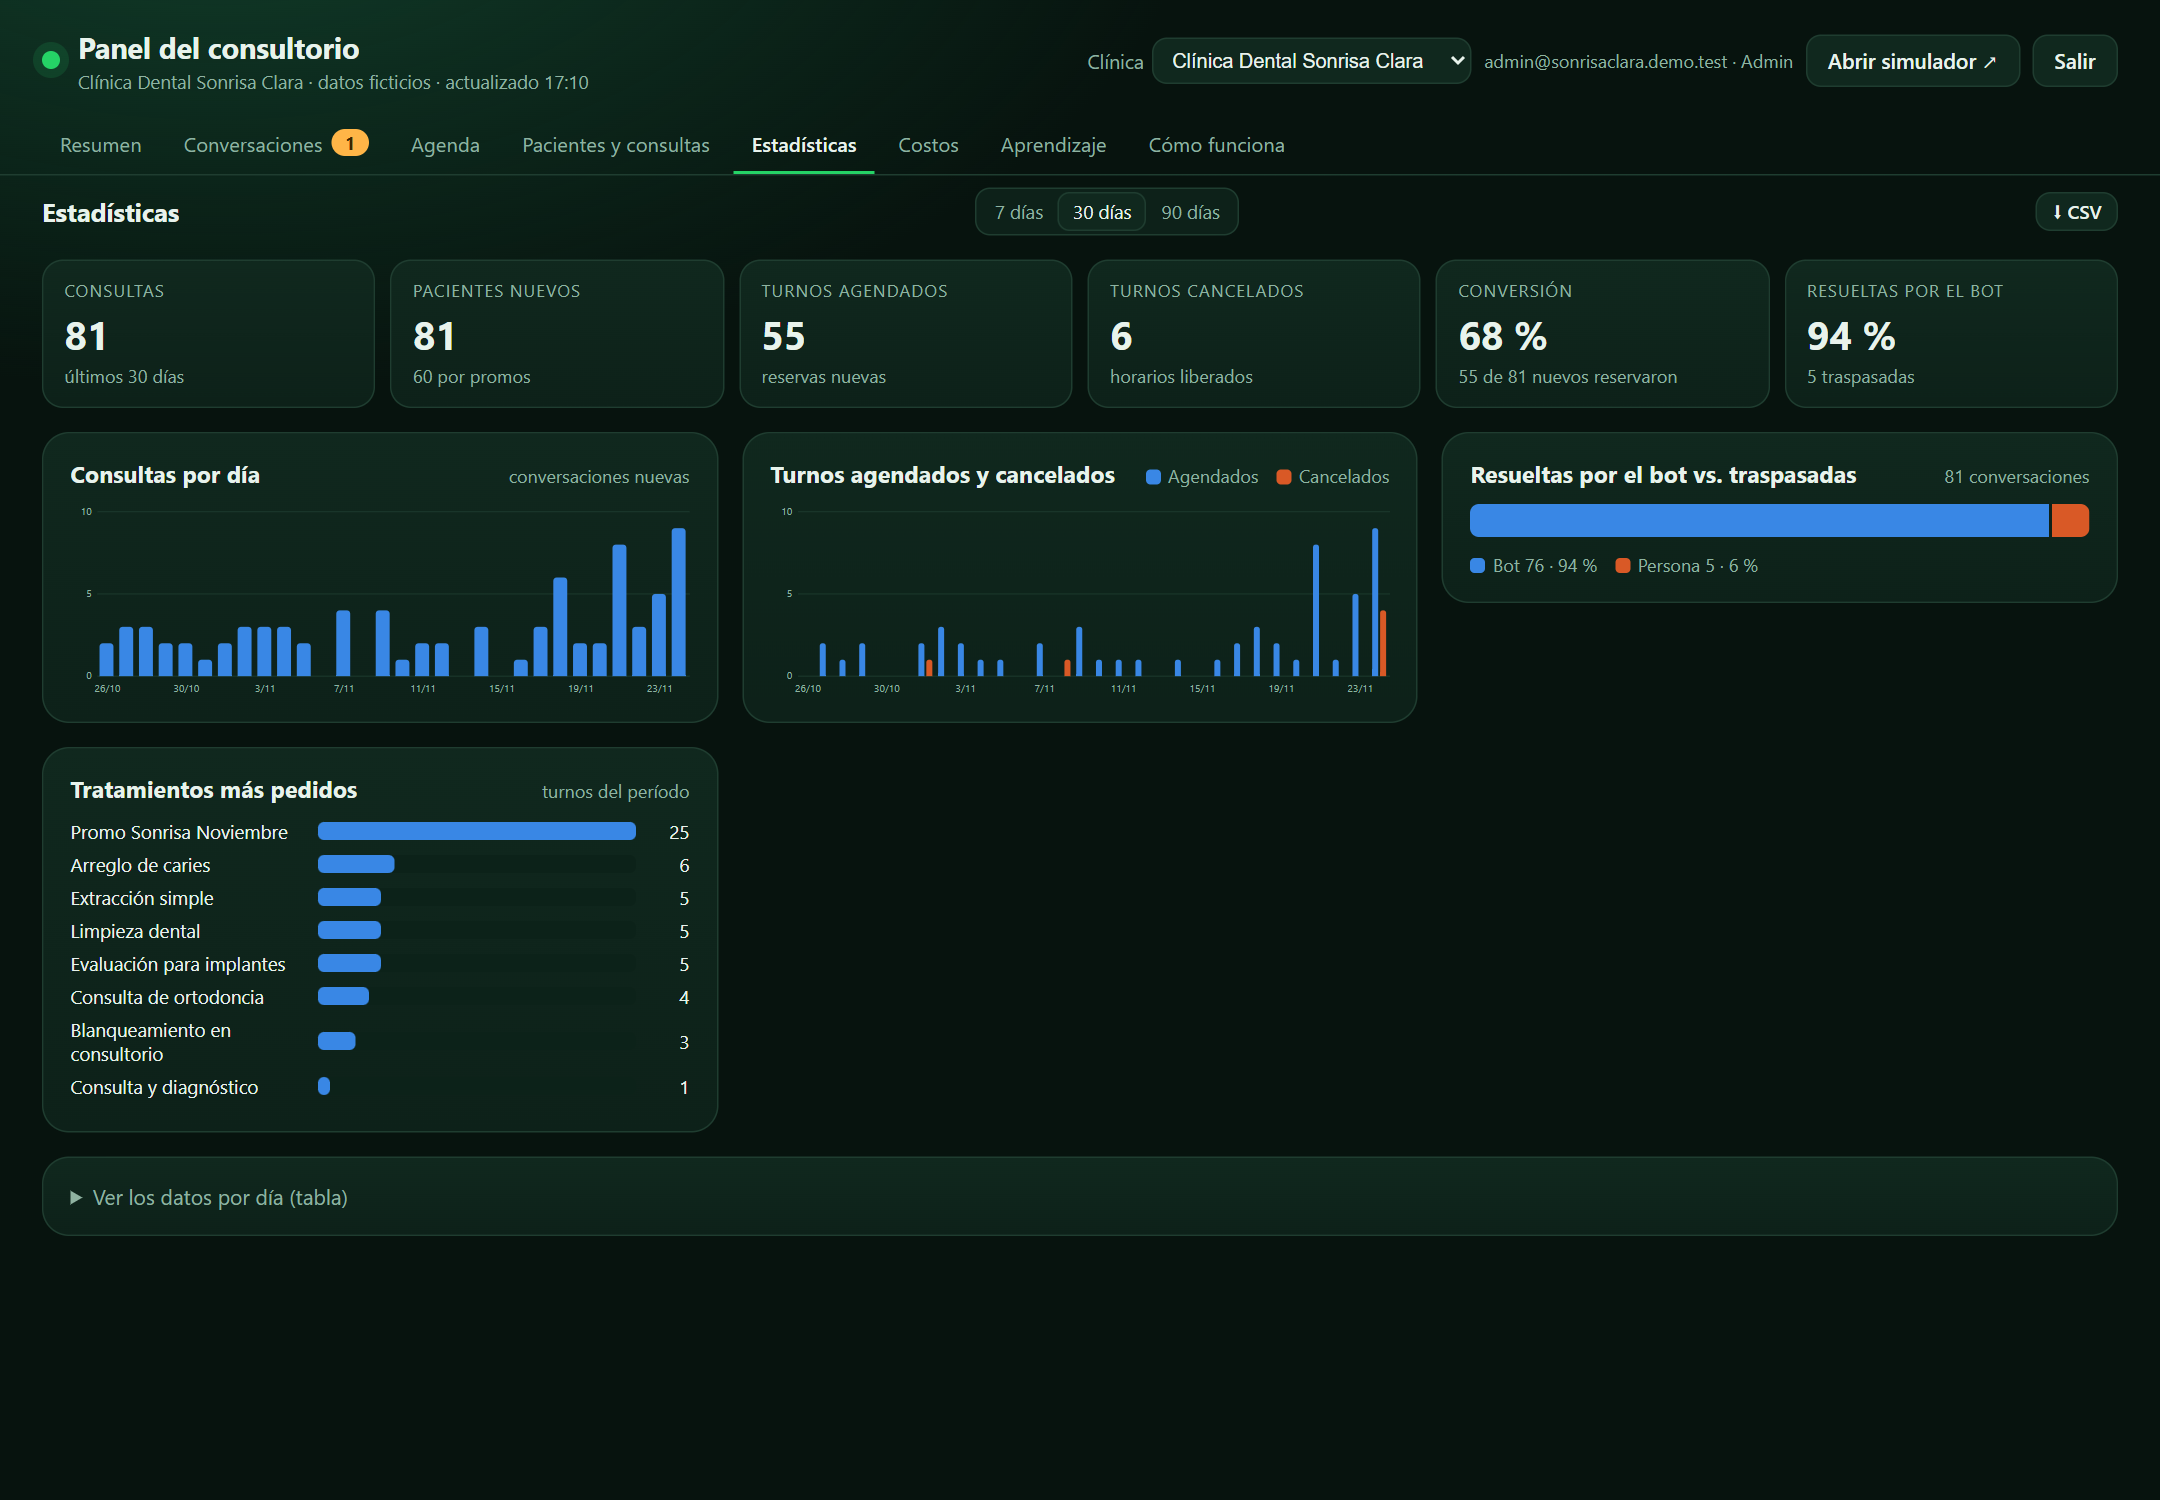 Panel del consultorio
Clínica Dental Sonrisa Clara · datos ficticios · actualizado 17:10
Clínica
Clínica Dental Sonrisa Clara
admin@sonrisaclara.demo.test · Admin
Abrir simulador ↗
Salir
Resumen
Conversaciones 1
Agenda
Pacientes y consultas
Estadísticas
Costos
Aprendizaje
Cómo funciona
Estadísticas
7 días
30 días
90 días
⬇ CSV
CONSULTAS
81
últimos 30 días
PACIENTES NUEVOS
81
60 por promos
TURNOS AGENDADOS
55
reservas nuevas
TURNOS CANCELADOS
6
horarios liberados
CONVERSIÓN
68 %
55 de 81 nuevos reservaron
RESUELTAS POR EL BOT
94 %
5 traspasadas
Consultas por día
conversaciones nuevas
10
5
0
26/10 30/10 3/11 7/11 11/11 15/11 19/11 23/11
Turnos agendados y cancelados
Agendados
Cancelados
10
5
0
26/10 30/10 3/11 7/11 11/11 15/11 19/11 23/11
Resueltas por el bot vs. traspasadas
81 conversaciones
Bot 76 · 94 %
Persona 5 · 6 %
Tratamientos más pedidos
turnos del período
Promo Sonrisa Noviembre 25
Arreglo de caries 6
Extracción simple 5
Limpieza dental 5
Evaluación para implantes 5
Consulta de ortodoncia 4
Blanqueamiento en
consultorio 3
Consulta y diagnóstico 1
▶ Ver los datos por día (tabla)